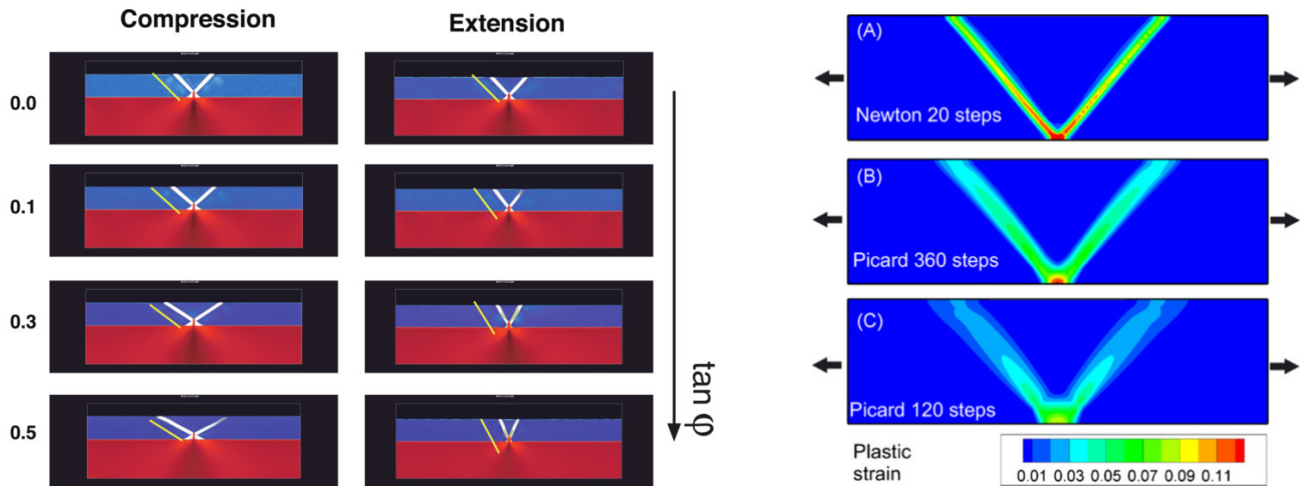 Compression
Extension
0.0
0.1
0.3
0.5
tan φ
(A)
Newton 20 steps
(B)
Picard 360 steps
(C)
Picard 120 steps
Plastic
strain
0.01 0.03 0.05 0.07 0.09 0.11